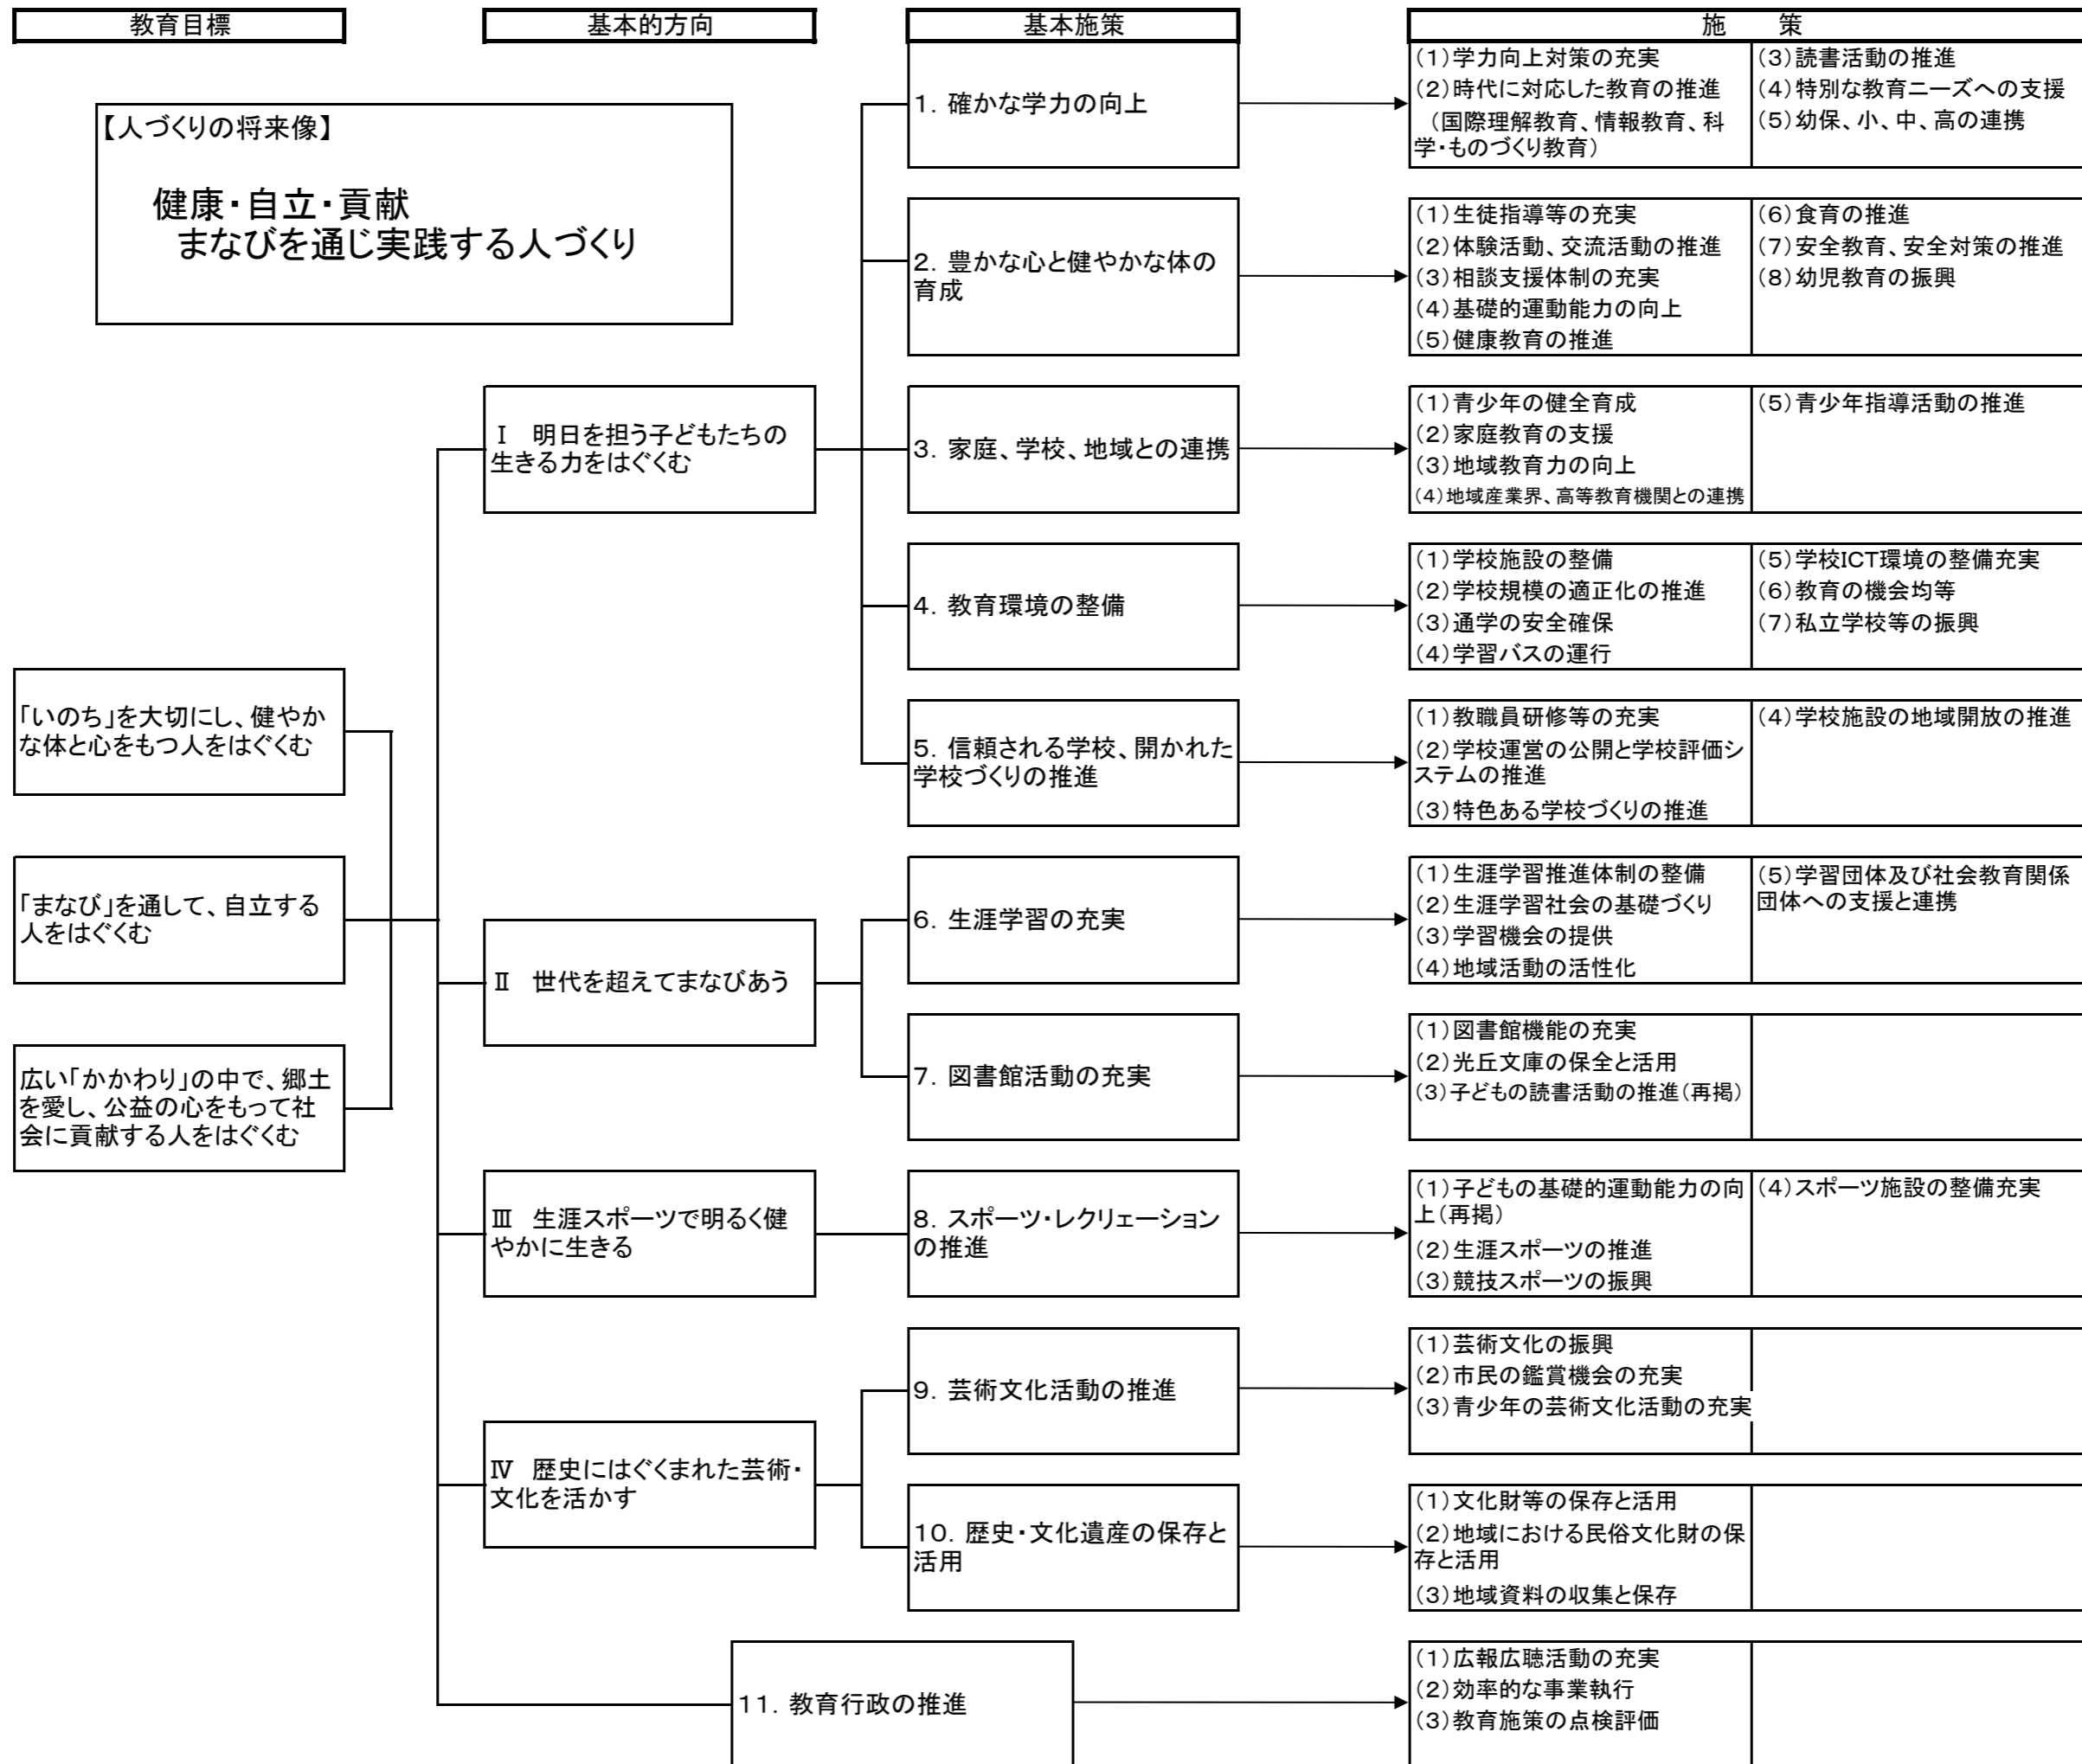 教育目標
基本的方向
基本施策
施　　策
【人づくりの将来像】
健康・自立・貢献
まなびを通じ実践する人づくり
「いのち」を大切にし、健やか
な体と心をもつ人をはぐくむ
「まなび」を通して、自立する
人をはぐくむ
広い「かかわり」の中で、郷土
を愛し、公益の心をもって社
会に貢献する人をはぐくむ
Ⅰ　明日を担う子どもたちの
生きる力をはぐくむ
1．確かな学力の向上
（1）学力向上対策の充実
（2）時代に対応した教育の推進
（国際理解教育、情報教育、科
学・ものづくり教育）
（3）読書活動の推進
（4）特別な教育ニーズへの支援
（5）幼保、小、中、高の連携
2．豊かな心と健やかな体の
育成
（1）生徒指導等の充実
（2）体験活動、交流活動の推進
（3）相談支援体制の充実
（4）基礎的運動能力の向上
（5）健康教育の推進
（6）食育の推進
（7）安全教育、安全対策の推進
（8）幼児教育の振興
3．家庭、学校、地域との連携
（1）青少年の健全育成
（2）家庭教育の支援
（3）地域教育力の向上
（4）地域産業界、高等教育機関との連携
（5）青少年指導活動の推進
4．教育環境の整備
（1）学校施設の整備
（2）学校規模の適正化の推進
（3）通学の安全確保
（4）学習バスの運行
（5）学校ICT環境の整備充実
（6）教育の機会均等
（7）私立学校等の振興
5．信頼される学校、開かれた
学校づくりの推進
（1）教職員研修等の充実
（2）学校運営の公開と学校評価シ
ステムの推進
（3）特色ある学校づくりの推進
（4）学校施設の地域開放の推進
Ⅱ　世代を超えてまなびあう
6．生涯学習の充実
（1）生涯学習推進体制の整備
（2）生涯学習社会の基礎づくり
（3）学習機会の提供
（4）地域活動の活性化
（5）学習団体及び社会教育関係
団体への支援と連携
7．図書館活動の充実
（1）図書館機能の充実
（2）光丘文庫の保全と活用
（3）子どもの読書活動の推進（再掲）
Ⅲ　生涯スポーツで明るく健
やかに生きる
8．スポーツ・レクリェーション
の推進
（1）子どもの基礎的運動能力の向
上（再掲）
（2）生涯スポーツの推進
（3）競技スポーツの振興
（4）スポーツ施設の整備充実
Ⅳ　歴史にはぐくまれた芸術・
文化を活かす
9．芸術文化活動の推進
（1）芸術文化の振興
（2）市民の鑑賞機会の充実
（3）青少年の芸術文化活動の充実
10．歴史・文化遺産の保存と
活用
（1）文化財等の保存と活用
（2）地域における民俗文化財の保
存と活用
（3）地域資料の収集と保存
11．教育行政の推進
（1）広報広聴活動の充実
（2）効率的な事業執行
（3）教育施策の点検評価